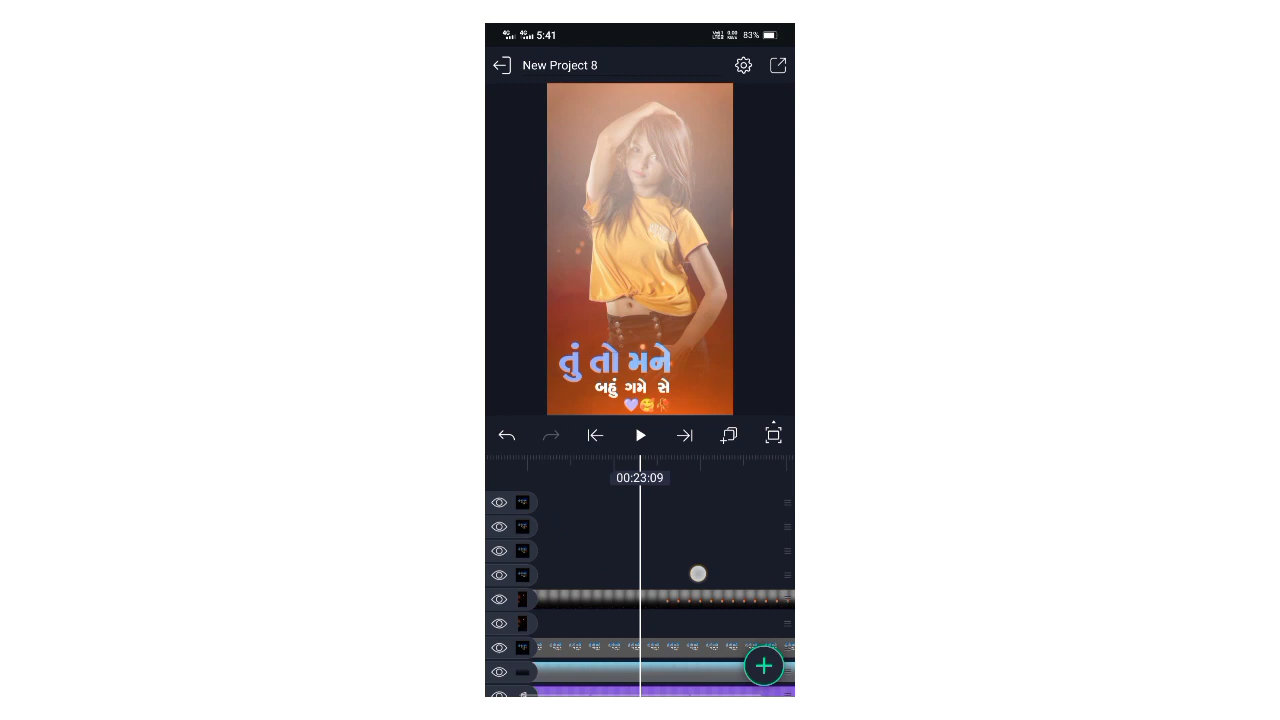 5:41
83%
New Project 8
તું તો મને
બહું ગમે સે
💜🥰🥀
00:23:09